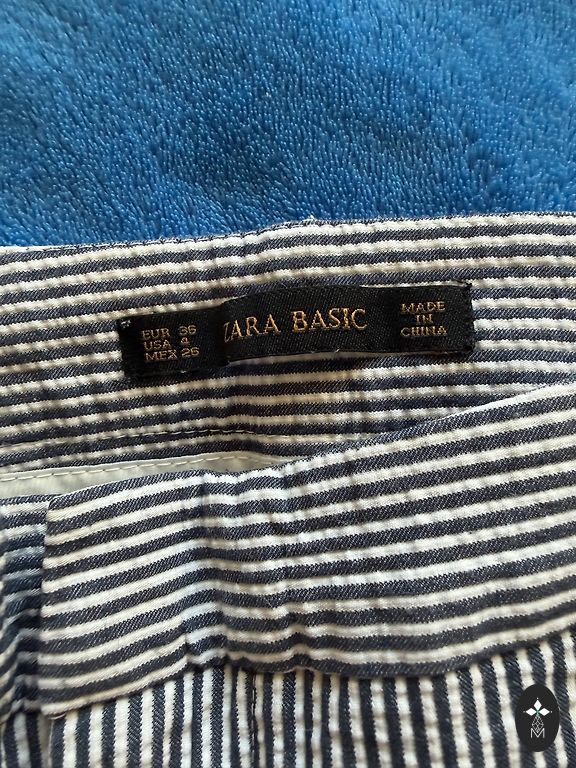 EUR 36
USA 4
MEX 26
ZARA BASIC
MADE
IN
CHINA
M